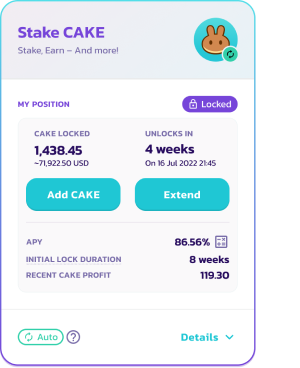 Stake CAKE
Stake, Earn – And more!
MY POSITION
Locked
CAKE LOCKED
UNLOCKS IN
1,438.45
4 weeks
~71,922.50 USD
On 16 Jul 2022 21:45
Add CAKE
Extend
APY
86.56%
INITIAL LOCK DURATION
8 weeks
RECENT CAKE PROFIT
119.30
Auto
?
Details